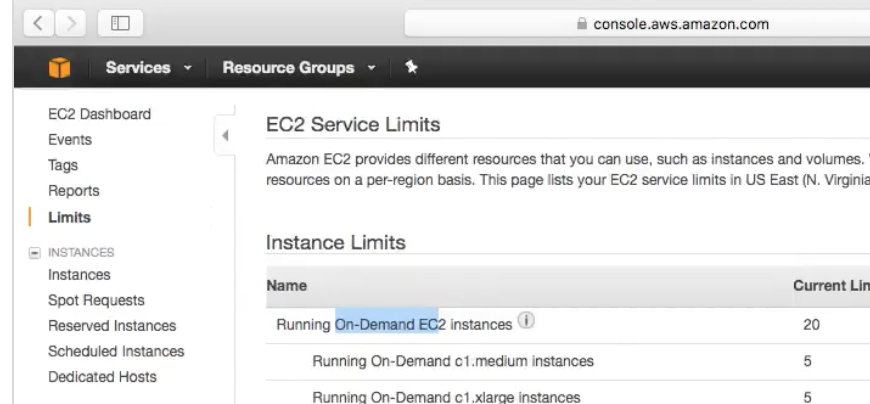 console.aws.amazon.com
Services
Resource Groups
EC2 Dashboard
Events
Tags
Reports
Limits
INSTANCES
Instances
Spot Requests
Reserved Instances
Scheduled Instances
Dedicated Hosts
EC2 Service Limits
Amazon EC2 provides different resources that you can use, such as instances and volumes.
resources on a per-region basis. This page lists your EC2 service limits in US East (N. Virginia
Instance Limits
Name Current Lim
Running On-Demand EC2 instances 20
Running On-Demand c1.medium instances 5
Running On-Demand c1.xlarge instances 5